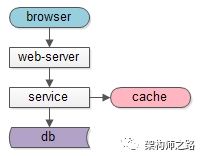 browser
web-server
service
cache
db
架构师之路